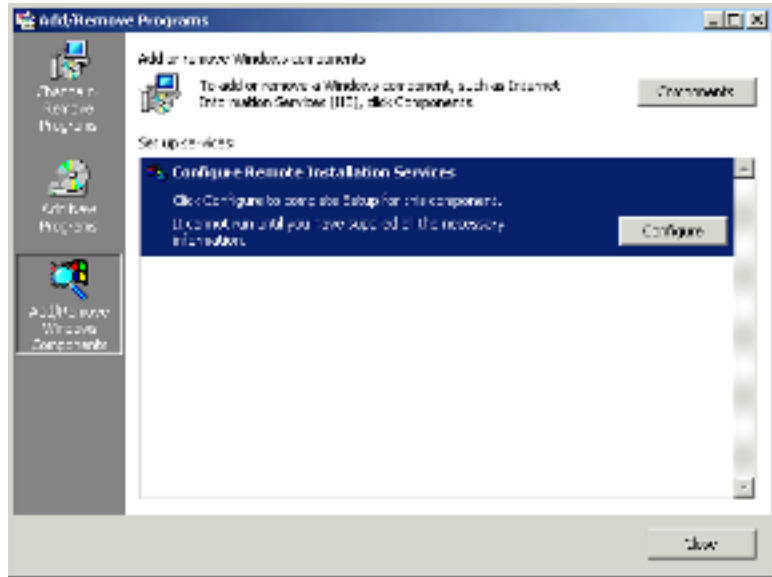 Add/Remove Programs
Change or
Remove
Programs
Add New
Programs
Add/Remove
Windows
Components
Add or remove Windows components
To add or remove a Windows component, such as Internet
Information Services (IIS), click Components.
Components
Set up services:
Configure Remote Installation Services
Click Configure to complete Setup for this component.
It cannot run until you have supplied all the necessary
information.
Configure
Close